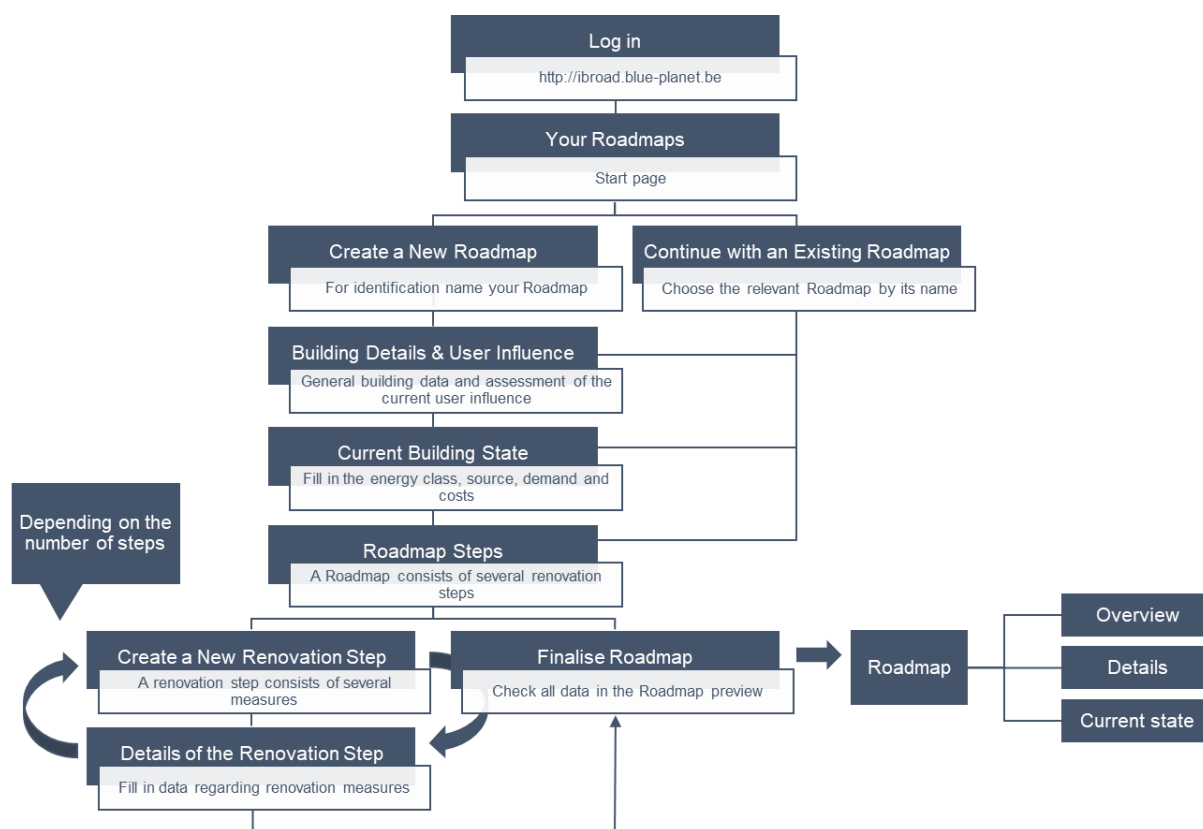 Log in
http://ibroad.blue-planet.be
Your Roadmaps
Start page
Create a New Roadmap
For identification name your Roadmap
Continue with an Existing Roadmap
Choose the relevant Roadmap by its name
Building Details & User Influence
General building data and assessment of the
current user influence
Current Building State
Fill in the energy class, source, demand and
costs
Depending on the
number of steps
Roadmap Steps
A Roadmap consists of several renovation
steps
Create a New Renovation Step
A renovation step consists of several
measures
Finalise Roadmap
Check all data in the Roadmap preview
Roadmap
Overview
Details
Current state
Details of the Renovation Step
Fill in data regarding renovation measures